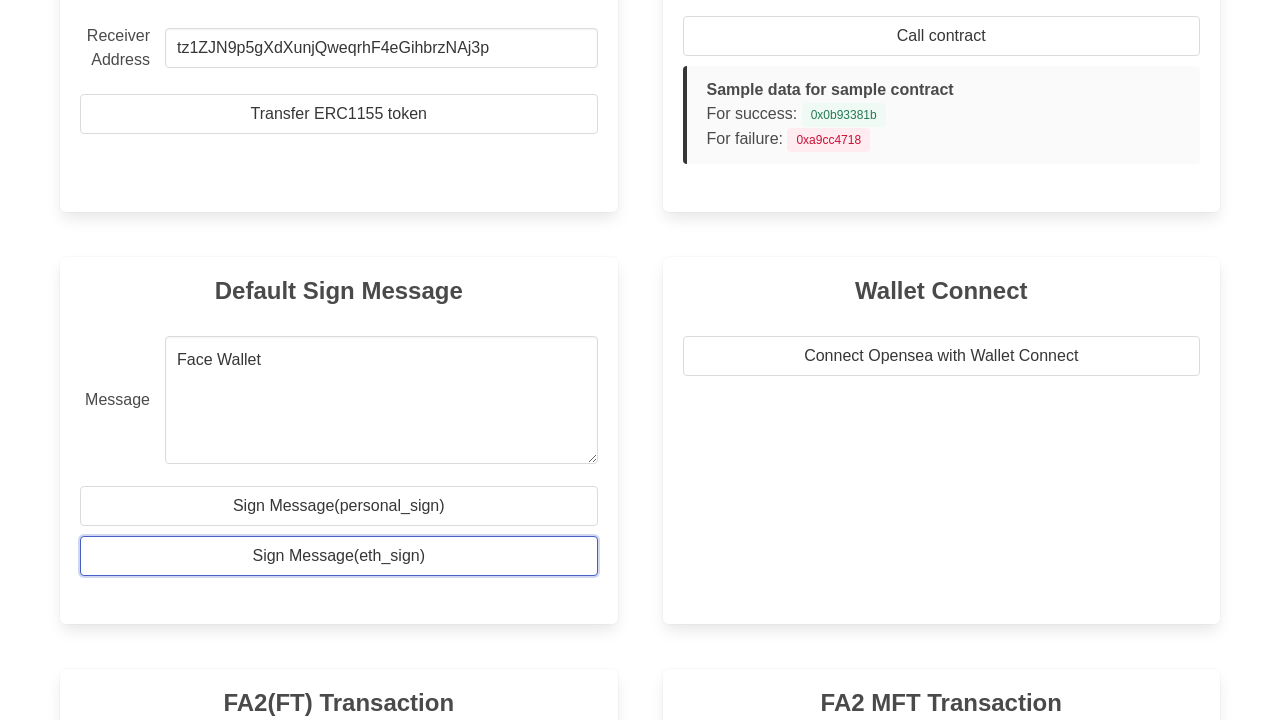 Receiver
Address
tz1ZJN9p5gXdXunjQweqrhF4eGihbrzNAj3p
Transfer ERC1155 token
Call contract
Sample data for sample contract
For success: 0x0b93381b
For failure: 0xa9cc4718
Default Sign Message
Message
Face Wallet
Sign Message(personal_sign)
Sign Message(eth_sign)
Wallet Connect
Connect Opensea with Wallet Connect
FA2(FT) Transaction
FA2 MFT Transaction